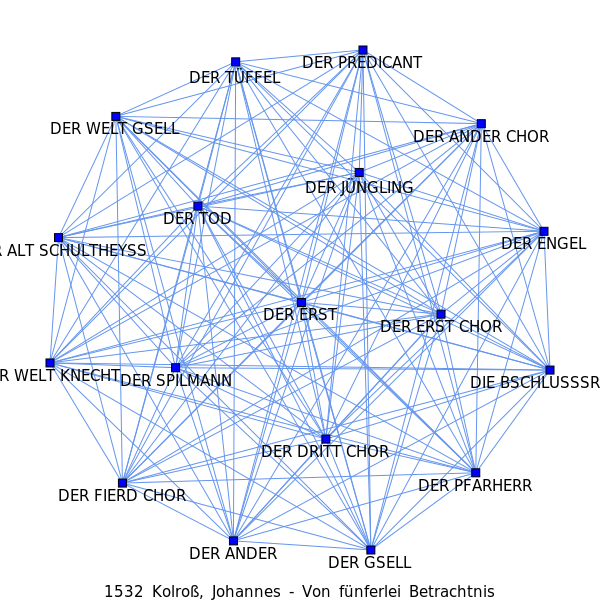 DER PREDICANT
DER TÜFFEL
DER WELT GSELL
DER ANDER CHOR
DER JÜNGLING
DER TOD
DER ENGEL
R ALT SCHULTHEYSS
DER ERST
DER ERST CHOR
R WELT KNECHT
DER SPILMANN
DIE BSCHLUSSSR
DER DRITT CHOR
DER PFARHERR
DER FIERD CHOR
DER ANDER
DER GSELL
1532 Kolroß, Johannes - Von fünferlei Betrachtnis